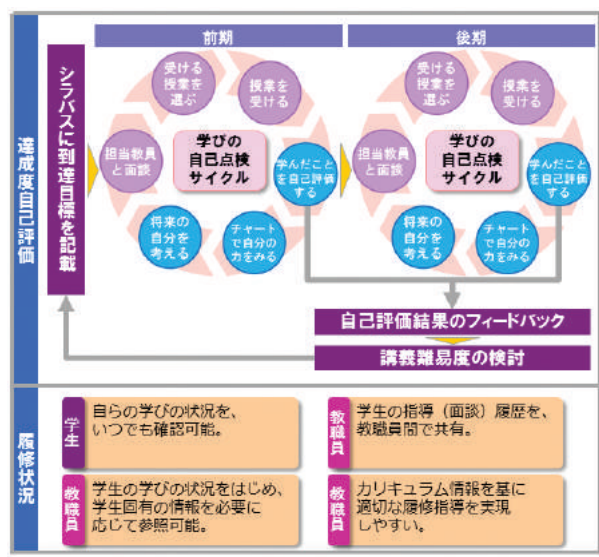 達成度自己評価
シラバスに到達目標を記載
前期
受ける
授業を
選ぶ
授業を
受ける
担当教員
と面談
学びの
自己点検
サイクル
学んだこと
を自己評価
する
将来の
自分を
考える
チャート
で自分の
力をみる
後期
受ける
授業を
選ぶ
授業を
受ける
担当教員
と面談
学びの
自己点検
サイクル
学んだこと
を自己評価
する
将来の
自分を
考える
チャート
で自分の
力をみる
自己評価結果のフィードバック
講義難易度の検討
履修状況
学生
自らの学びの状況を、
いつでも確認可能。
教職員
学生の指導（面談）履歴を、
教職員間で共有。
教職員
学生の学びの状況をはじめ、
学生固有の情報を必要に
応じて参照可能。
教職員
カリキュラム情報を基に
適切な履修指導を実現
しやすい。